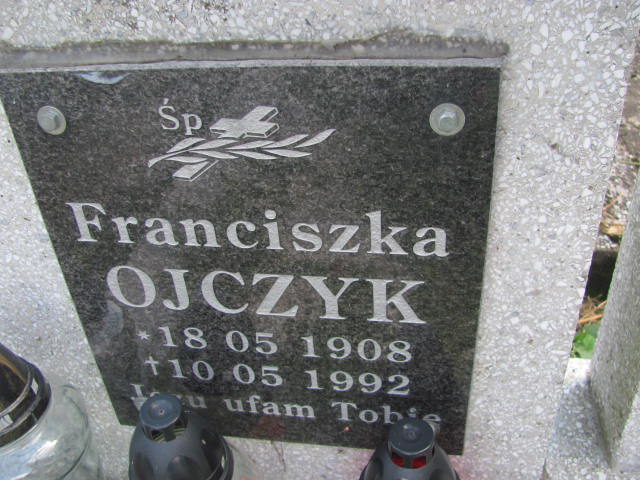 Śp
Franciszka
OJCZYK
*18 05 1908
†10 05 1992
ufam Tobie